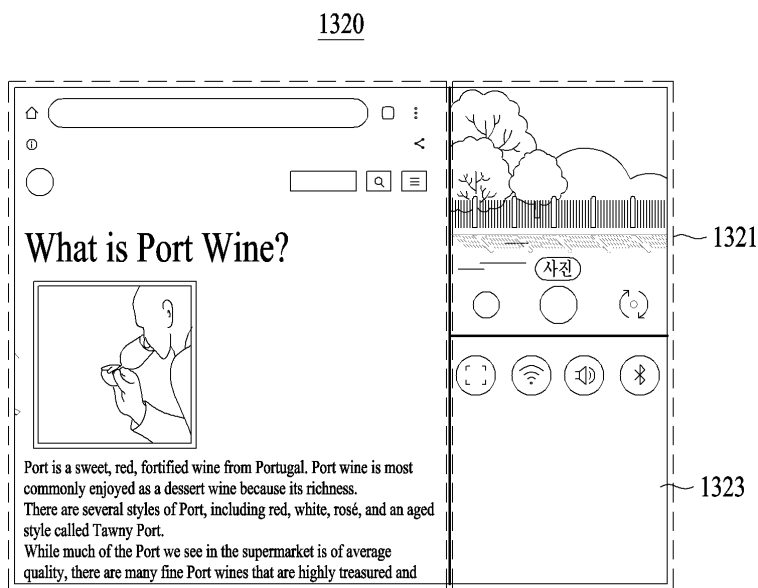 1320
What is Port Wine?
Port is a sweet, red, fortified wine from Portugal. Port wine is most
commonly enjoyed as a dessert wine because its richness.
There are several styles of Port, including red, white, rosé, and an aged
style called Tawny Port.
While much of the Port we see in the supermarket is of average
quality, there are many fine Port wines that are highly treasured and
사진
1321
1323